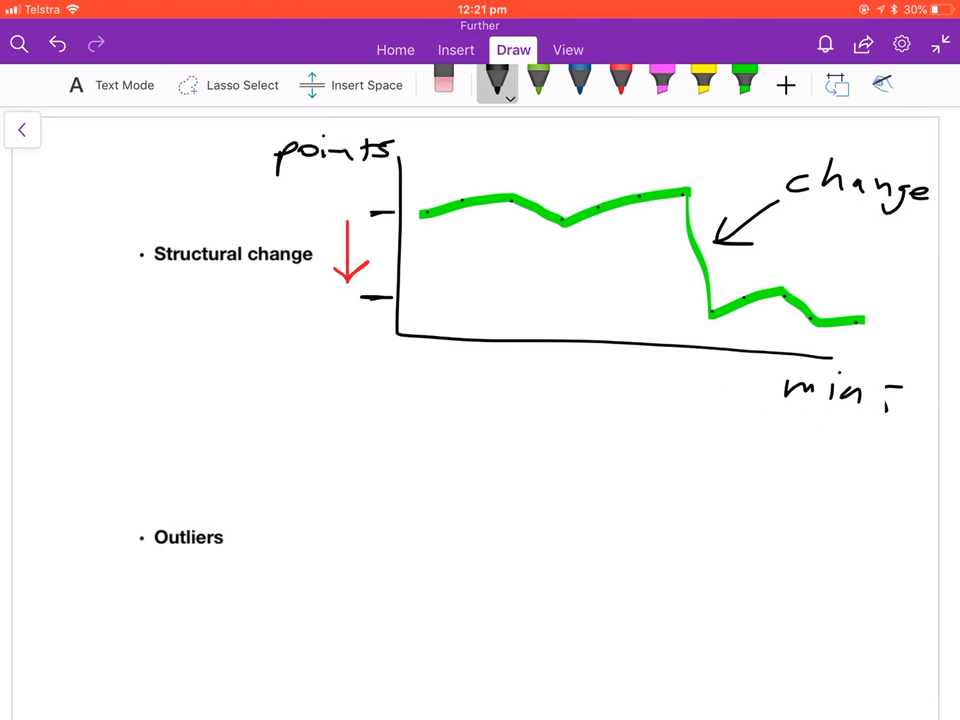 Telstra 12:21 pm 30%
Further
Home Insert Draw View
A Text Mode Lasso Select Insert Space
points
change
• Structural change
• Outliers